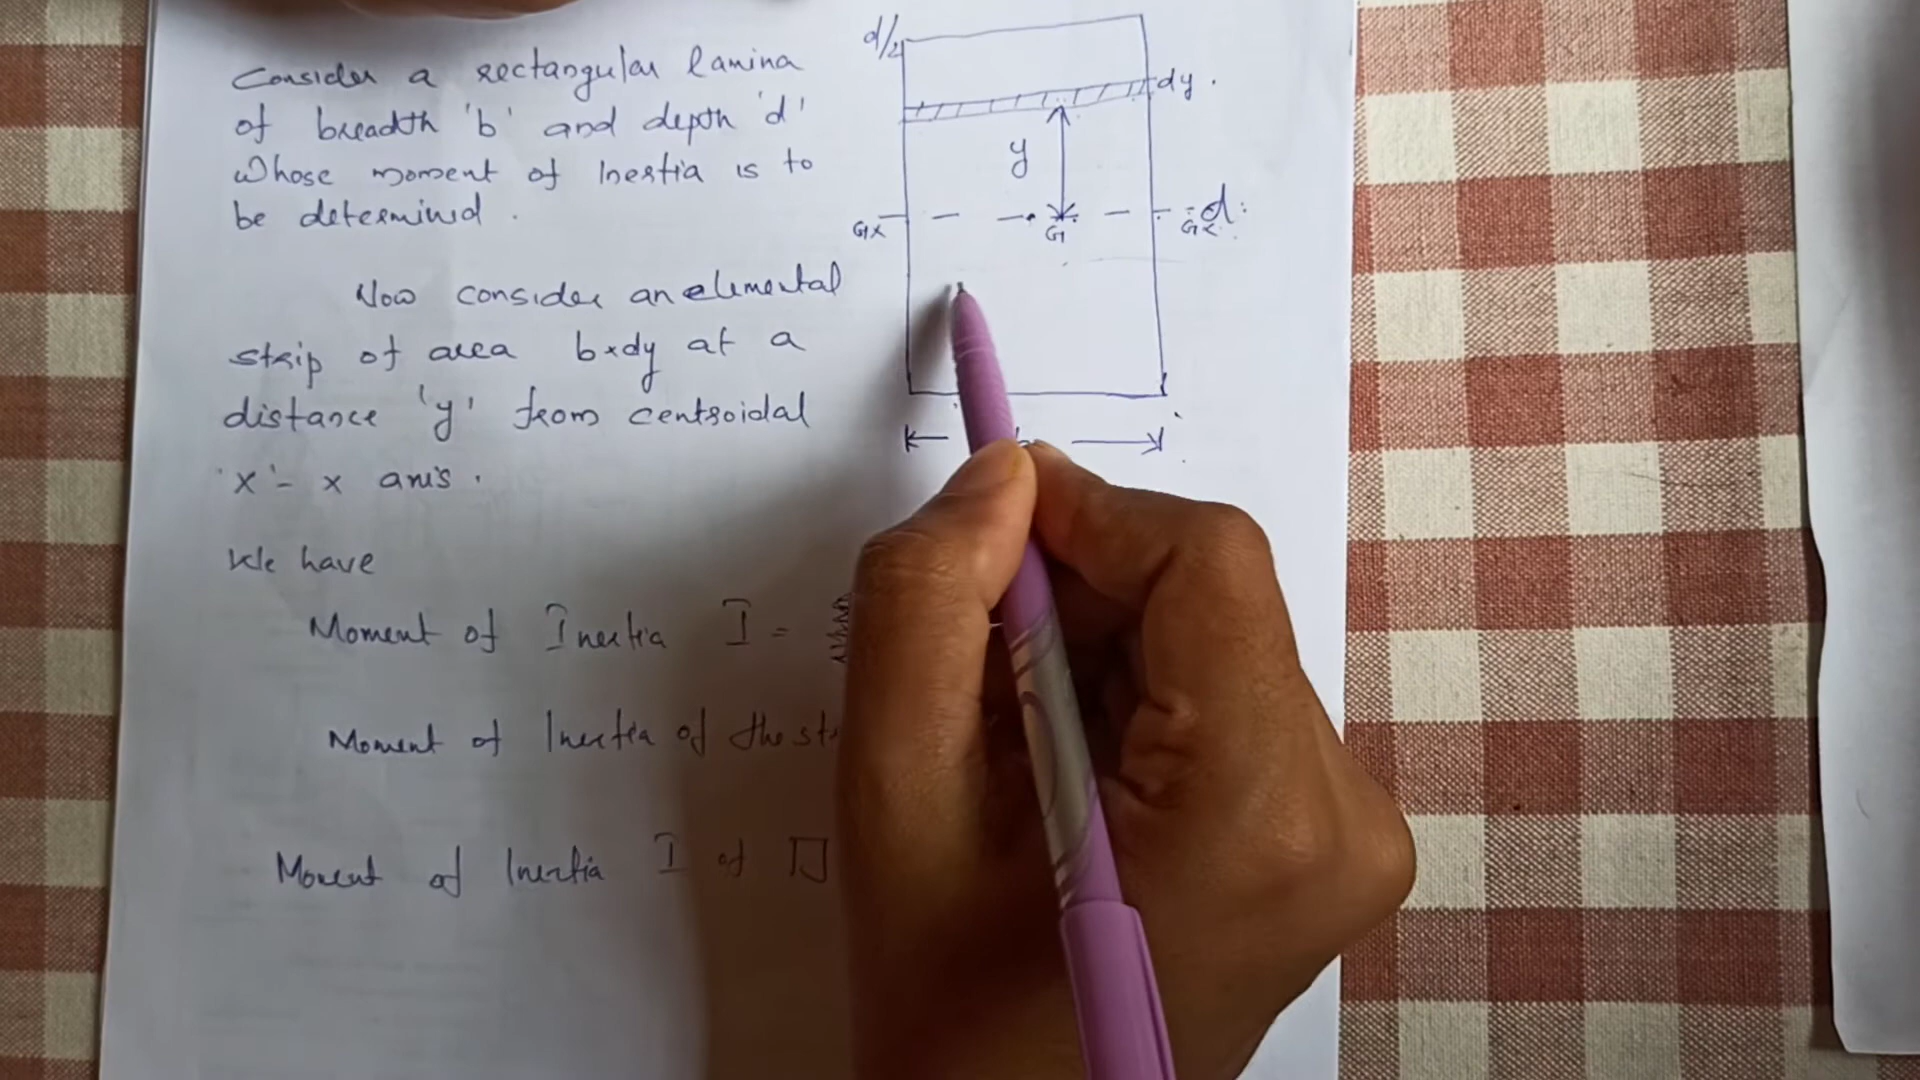 Consider a rectangular lamina
of breadth 'b' and depth 'd'
Whose moment of Inertia is to
be determined.
Now consider an elemental
strip of area b×dy at a
distance 'y' from centroidal
'x' - x axis.
We have
Moment of Inertia I =
Moment of Inertia of the st
Moment of Inertia I of
d/2
dy.
y
GX
G
GX
d